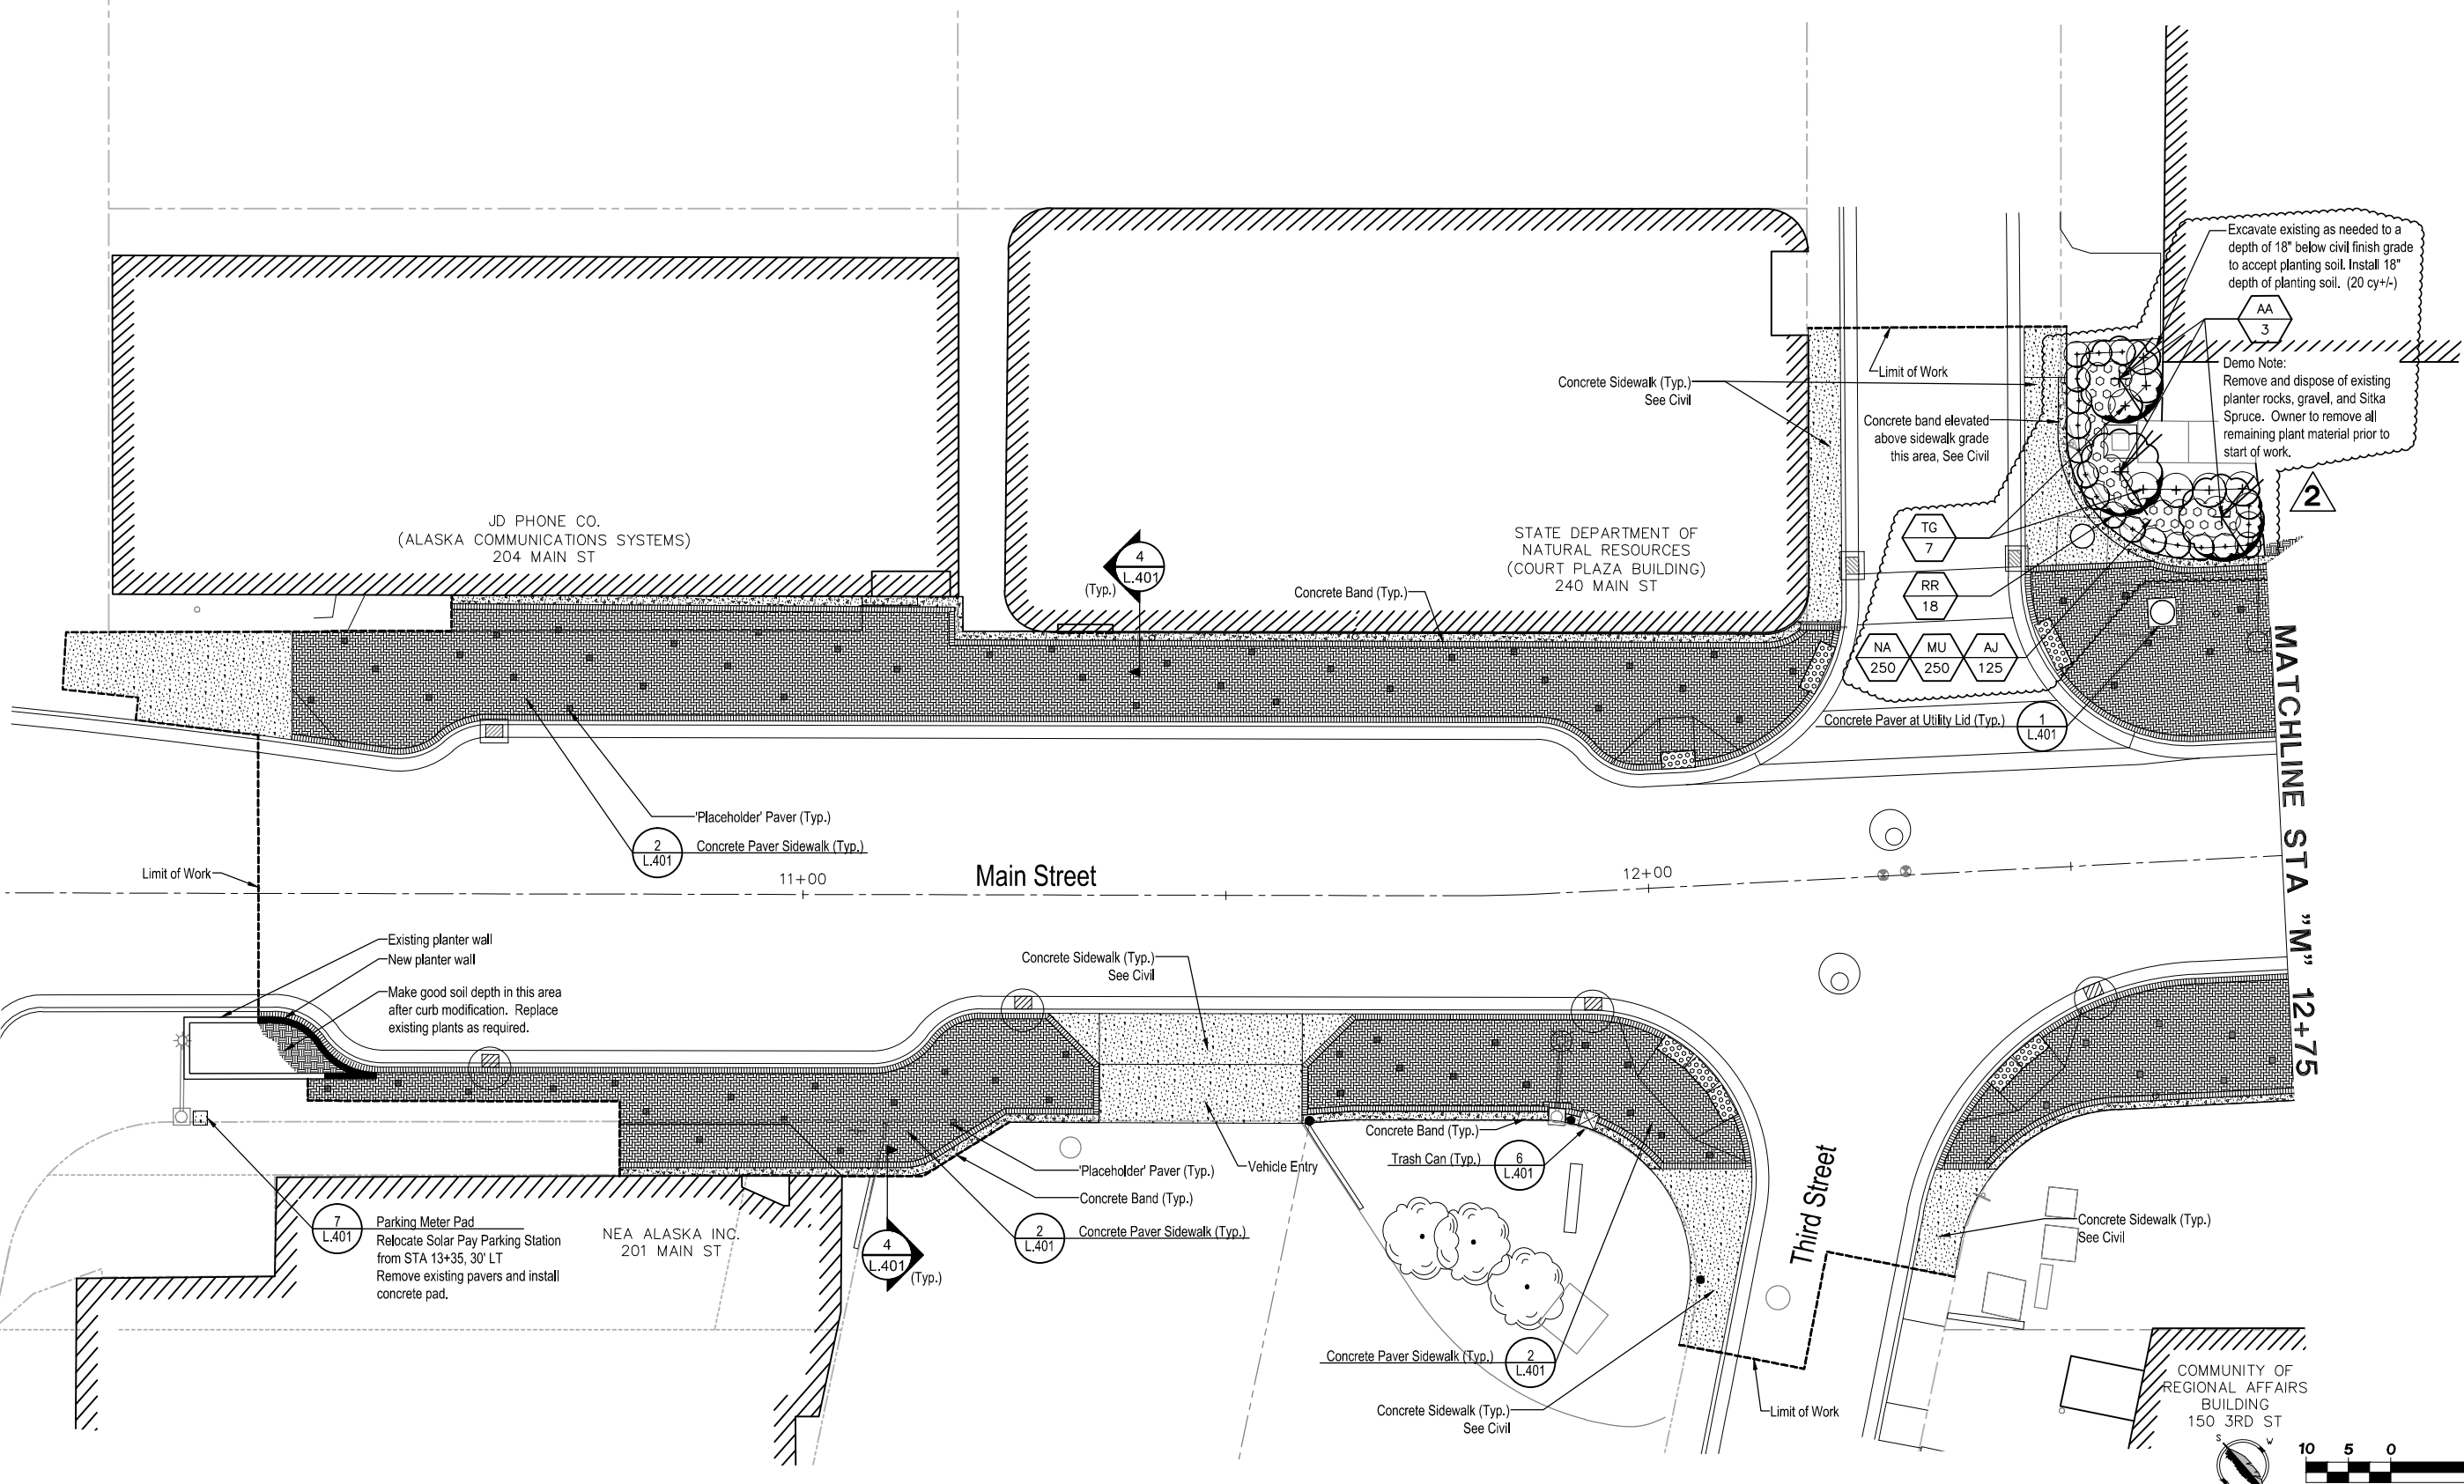 Excavate existing as needed to a
depth of 18" below civil finish grade
to accept planting soil. Install 18"
depth of planting soil. (20 cy+/-)
AA
3
Demo Note:
Remove and dispose of existing
planter rocks, gravel, and Sitka
Spruce. Owner to remove all
remaining plant material prior to
start of work.
2
Limit of Work
Concrete Sidewalk (Typ.)
See Civil
Concrete band elevated
above sidewalk grade
this area, See Civil
JD PHONE CO.
(ALASKA COMMUNICATIONS SYSTEMS)
204 MAIN ST
4
L.401
(Typ.)
STATE DEPARTMENT OF
NATURAL RESOURCES
(COURT PLAZA BUILDING)
240 MAIN ST
Concrete Band (Typ.)
TG
7
RR
18
NA
250
MU
250
AJ
125
Concrete Paver at Utility Lid (Typ.)
1
L.401
MATCHLINE STA "M" 12+75
'Placeholder' Paver (Typ.)
2
L.401
Concrete Paver Sidewalk (Typ.)
Limit of Work
11+00
Main Street
12+00
Existing planter wall
New planter wall
Make good soil depth in this area
after curb modification. Replace
existing plants as required.
Concrete Sidewalk (Typ.)
See Civil
Concrete Band (Typ.)
Trash Can (Typ.)
6
L.401
Vehicle Entry
'Placeholder' Paver (Typ.)
Concrete Band (Typ.)
2
L.401
Concrete Paver Sidewalk (Typ.)
7
L.401
Parking Meter Pad
Relocate Solar Pay Parking Station
from STA 13+35, 30' LT
Remove existing pavers and install
concrete pad.
NEA ALASKA INC.
201 MAIN ST
4
L.401
(Typ.)
Third Street
Concrete Sidewalk (Typ.)
See Civil
Concrete Paver Sidewalk (Typ.)
2
L.401
Concrete Sidewalk (Typ.)
See Civil
Limit of Work
COMMUNITY OF
REGIONAL AFFAIRS
BUILDING
150 3RD ST
S
W
10 5 0